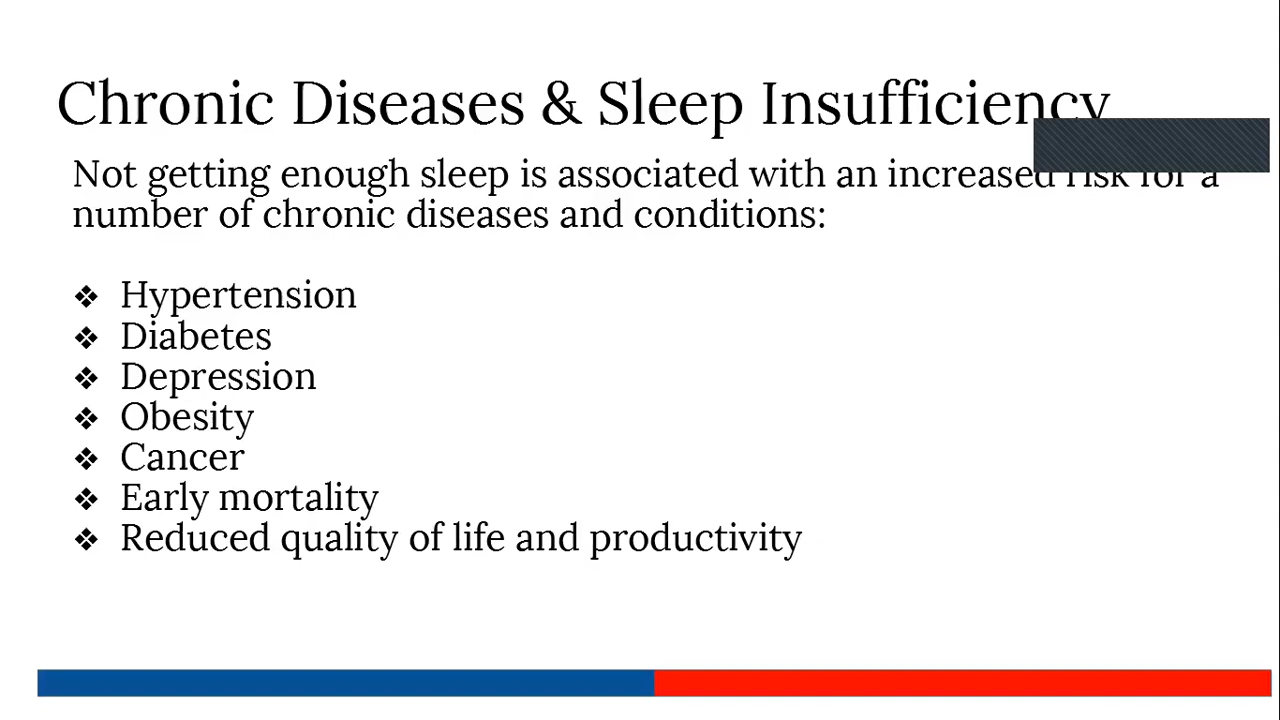 Chronic Diseases & Sleep Insufficiency
Not getting enough sleep is associated with an increased risk for a
number of chronic diseases and conditions:
❖ Hypertension
❖ Diabetes
❖ Depression
❖ Obesity
❖ Cancer
❖ Early mortality
❖ Reduced quality of life and productivity